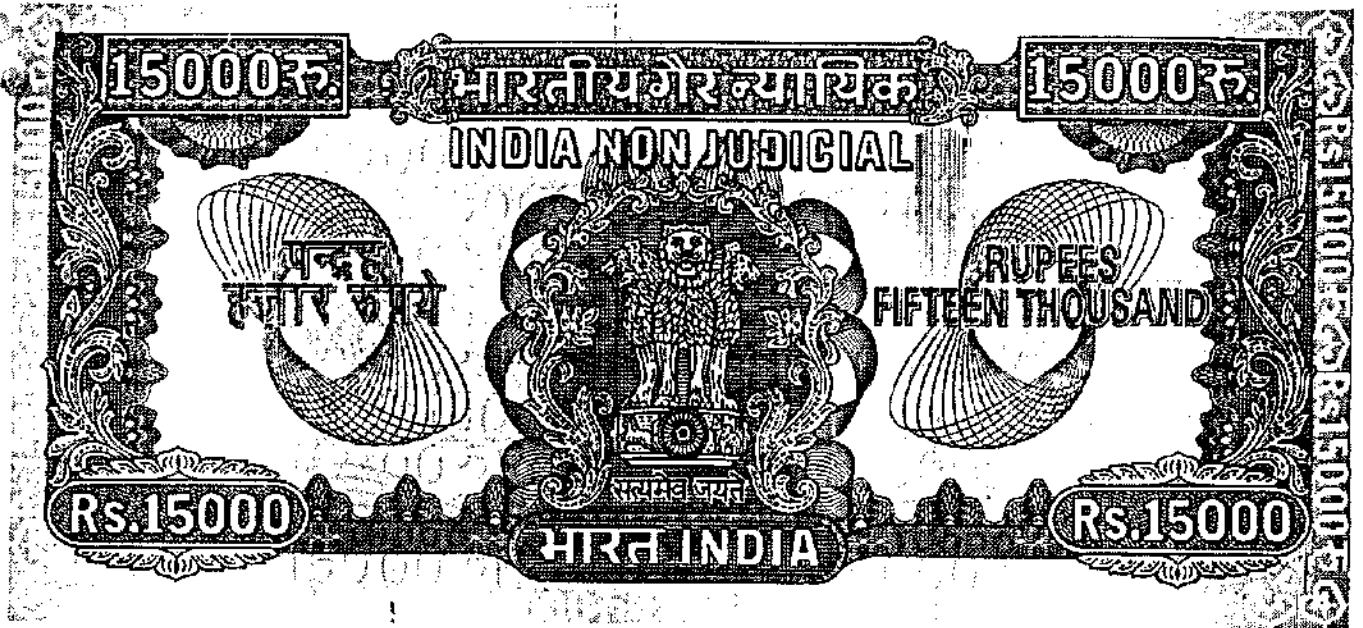 15000रु. भारतीय गैर न्यायिक 15000रु.
INDIA NON JUDICIAL
पन्द्रह
हजार रूपये
RUPEES
FIFTEEN THOUSAND
सत्यमेव जयते
Rs.15000 भारत INDIA Rs.15000